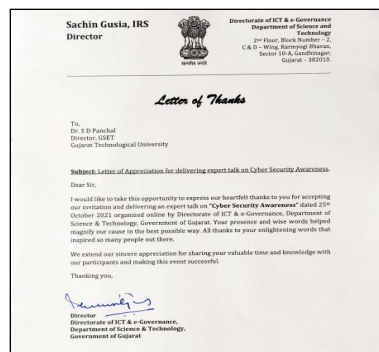 Sachin Gusia, IRS
Director
Directorate of ICT & e-Governance
Department of Science and
Technology
2nd Floor, Block Number – 2,
C & D – Wing, Karmyogi Bhavan,
Sector 10-A, Gandhinagar,
Gujarat – 382010.
सत्यमेव जयते
Letter of Thanks
To,
Dr. S D Panchal
Director, GSET
Gujarat Technological University
Subject: Letter of Appreciation for delivering expert talk on Cyber Security Awareness.
Dear Sir,
I would like to take this opportunity to express our heartfelt thanks to you for accepting
our invitation and delivering an expert talk on "Cyber Security Awareness" dated 25th
October 2021 organized online by Directorate of ICT & e-Governance, Department of
Science & Technology, Government of Gujarat. Your presence and wise words helped
magnify our cause in the best possible way. All thanks to your enlightening words that
inspired so many people out there.
We extend our sincere appreciation for sharing your valuable time and knowledge with
our participants and making this event successful.
Thanking you,
Director
Directorate of ICT & e-Governance,
Department of Science & Technology,
Government of Gujarat